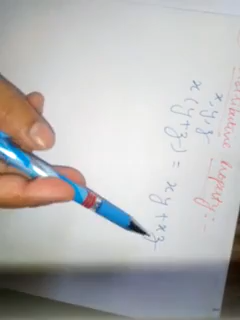 Distributive Property :-
x, y, z
x (y+z) = xy + xz